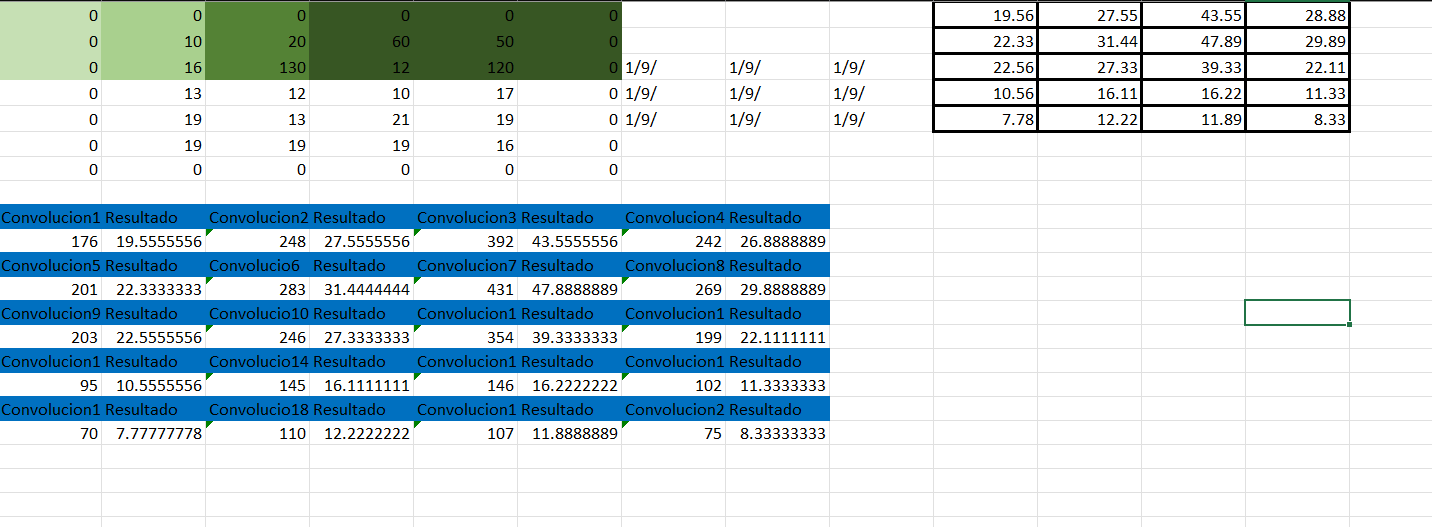 0 0 0 0 0 0 19.56 27.55 43.55 28.88
0 10 20 60 50 0 22.33 31.44 47.89 29.89
0 16 130 12 120 0 1/9/ 1/9/ 1/9/ 22.56 27.33 39.33 22.11
0 13 12 10 17 0 1/9/ 1/9/ 1/9/ 10.56 16.11 16.22 11.33
0 19 13 21 19 0 1/9/ 1/9/ 1/9/ 7.78 12.22 11.89 8.33
0 19 19 19 16 0
0 0 0 0 0 0
Convolucion1 Resultado Convolucion2 Resultado Convolucion3 Resultado Convolucion4 Resultado
176 19.5555556 248 27.5555556 392 43.5555556 242 26.8888889
Convolucion5 Resultado Convolucio6 Resultado Convolucion7 Resultado Convolucion8 Resultado
201 22.3333333 283 31.4444444 431 47.8888889 269 29.8888889
Convolucion9 Resultado Convolucio10 Resultado Convolucion1 Resultado Convolucion1 Resultado
203 22.5555556 246 27.3333333 354 39.3333333 199 22.1111111
Convolucion1 Resultado Convolucio14 Resultado Convolucion1 Resultado Convolucion1 Resultado
95 10.5555556 145 16.1111111 146 16.2222222 102 11.3333333
Convolucion1 Resultado Convolucio18 Resultado Convolucion1 Resultado Convolucion2 Resultado
70 7.77777778 110 12.2222222 107 11.8888889 75 8.33333333